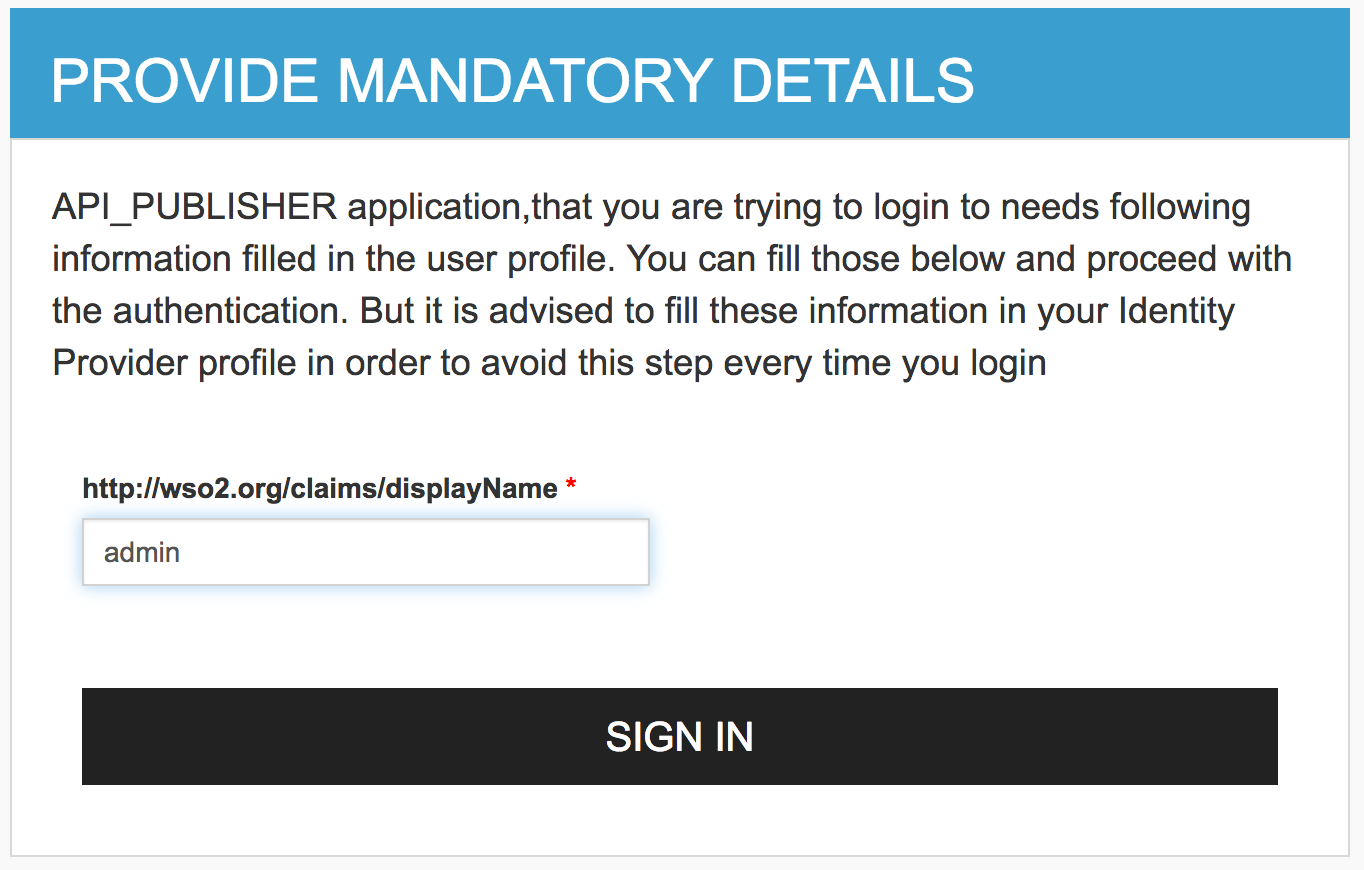 PROVIDE MANDATORY DETAILS
API_PUBLISHER application,that you are trying to login to needs following
information filled in the user profile. You can fill those below and proceed with
the authentication. But it is advised to fill these information in your Identity
Provider profile in order to avoid this step every time you login
http://wso2.org/claims/displayName *
admin
SIGN IN